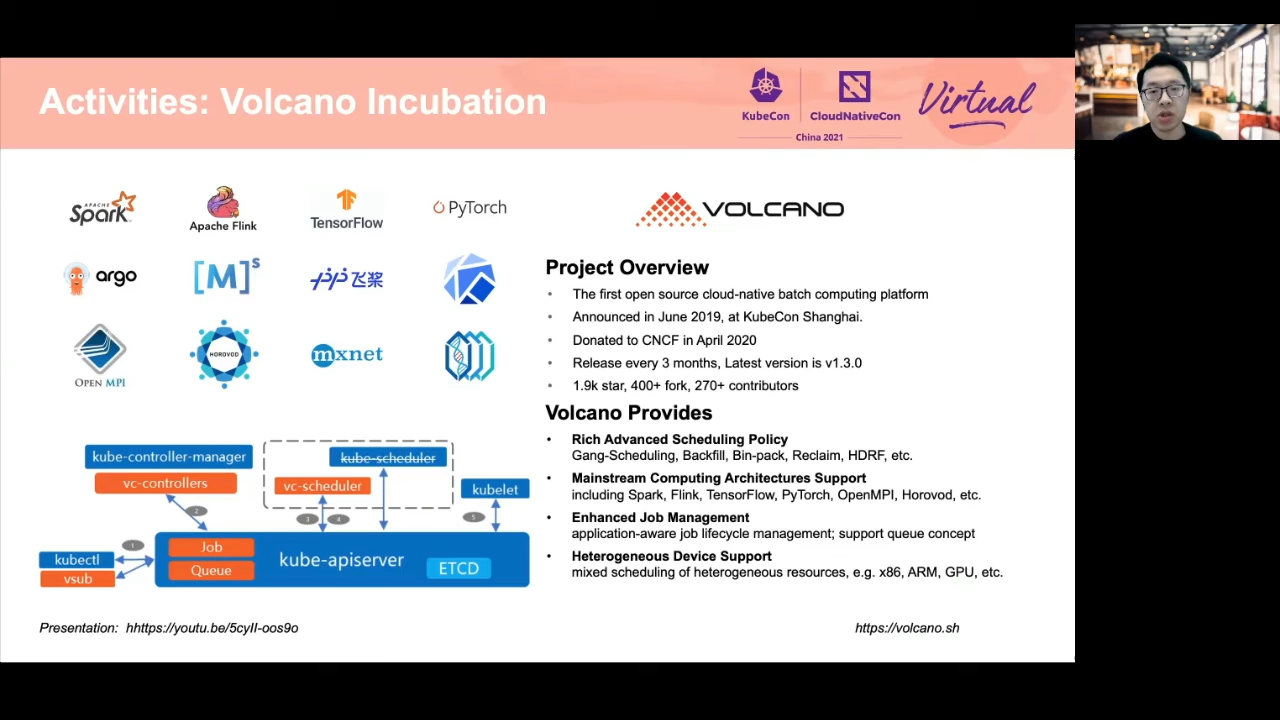 Activities: Volcano Incubation
KubeCon
CloudNativeCon
China 2021
Virtual
APACHE
Spark
Apache Flink
TensorFlow
PyTorch
argo
[M]s
飞桨
OPEN MPI
HOROVOD
mxnet
kube-controller-manager
vc-controllers
kube-scheduler
vc-scheduler
kubelet
2
3
4
5
1
kubectl
vsub
Job
Queue
kube-apiserver
ETCD
Presentation: hhttps://youtu.be/5cyII-oos9o
VOLCANO
Project Overview
• The first open source cloud-native batch computing platform
• Announced in June 2019, at KubeCon Shanghai.
• Donated to CNCF in April 2020
• Release every 3 months, Latest version is v1.3.0
• 1.9k star, 400+ fork, 270+ contributors
Volcano Provides
• Rich Advanced Scheduling Policy
Gang-Scheduling, Backfill, Bin-pack, Reclaim, HDRF, etc.
• Mainstream Computing Architectures Support
including Spark, Flink, TensorFlow, PyTorch, OpenMPI, Horovod, etc.
• Enhanced Job Management
application-aware job lifecycle management; support queue concept
• Heterogeneous Device Support
mixed scheduling of heterogeneous resources, e.g. x86, ARM, GPU, etc.
https://volcano.sh